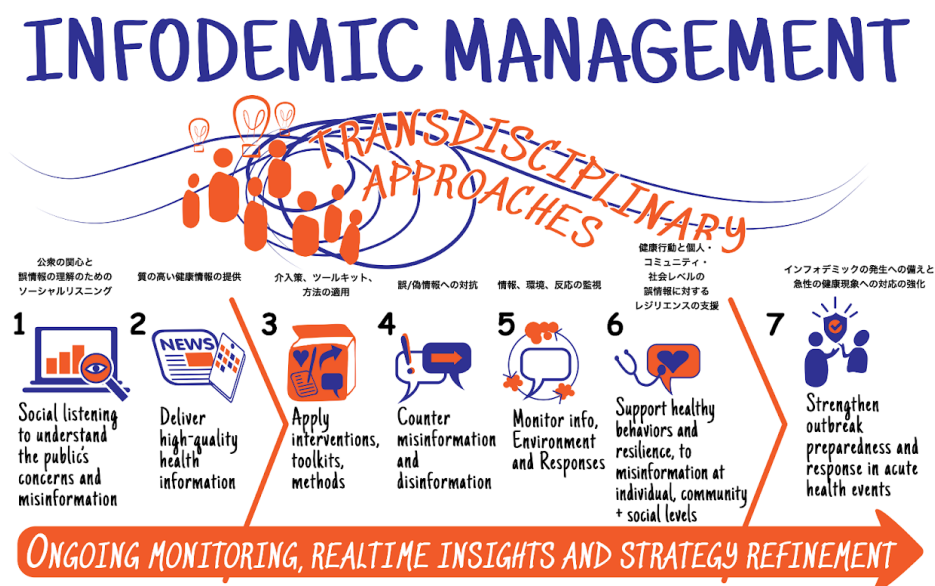 INFODEMIC MANAGEMENT
TRANSDISCIPLINARY
APPROACHES
公衆の関心と
誤情報の理解のための
ソーシャルリスニング
質の高い健康情報の提供
介入策、ツールキット、
方法の適用
誤/偽情報への対抗
情報、環境、反応の監視
健康行動と個人・
コミュニティ・
社会レベルの
誤情報に対する
レジリエンスの支援
インフォデミックの発生への備えと
急性の健康現象への対応の強化
1
Social listening
to understand
the public's
concerns and
misinformation
2
NEWS
Deliver
high-quality
health
information
3
Apply
interventions,
toolkits,
methods
4
Counter
misinformation
and
disinformation
5
Monitor info,
Environment
and Responses
6
Support healthy
behaviors and
resilience, to
misinformation at
individual, community
+ social levels
7
Strengthen
outbreak
preparedness and
response in acute
health events
ONGOING MONITORING, REALTIME INSIGHTS AND STRATEGY REFINEMENT